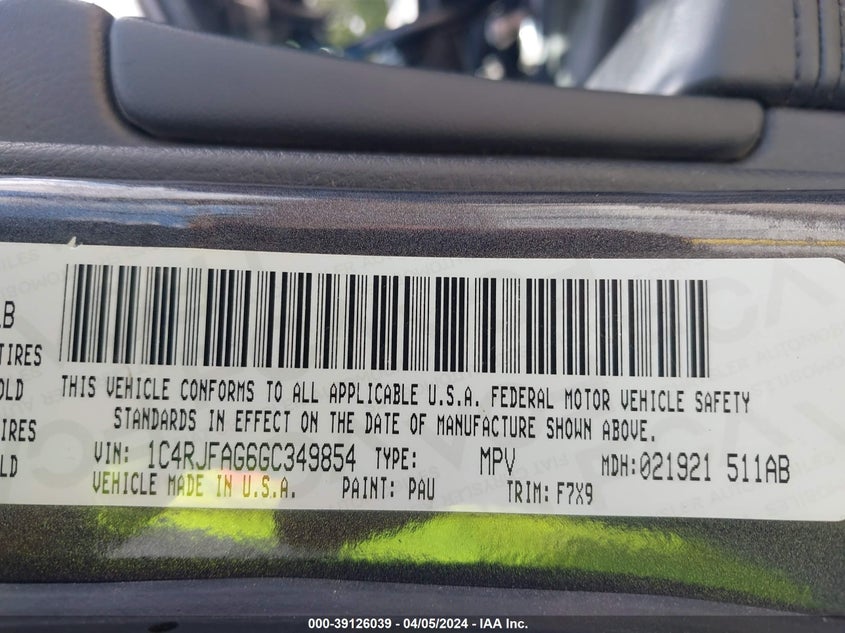 LB
TIRES
OLD
IRES
LD
THIS VEHICLE CONFORMS TO ALL APPLICABLE U.S.A. FEDERAL MOTOR VEHICLE SAFETY
STANDARDS IN EFFECT ON THE DATE OF MANUFACTURE SHOWN ABOVE.
VIN: 1C4RJFAG6GC349854 TYPE: MPV MDH:021921 511AB
VEHICLE MADE IN U.S.A. PAINT: PAU TRIM: F7X9
000-39126039 - 04/05/2024 - IAA Inc.